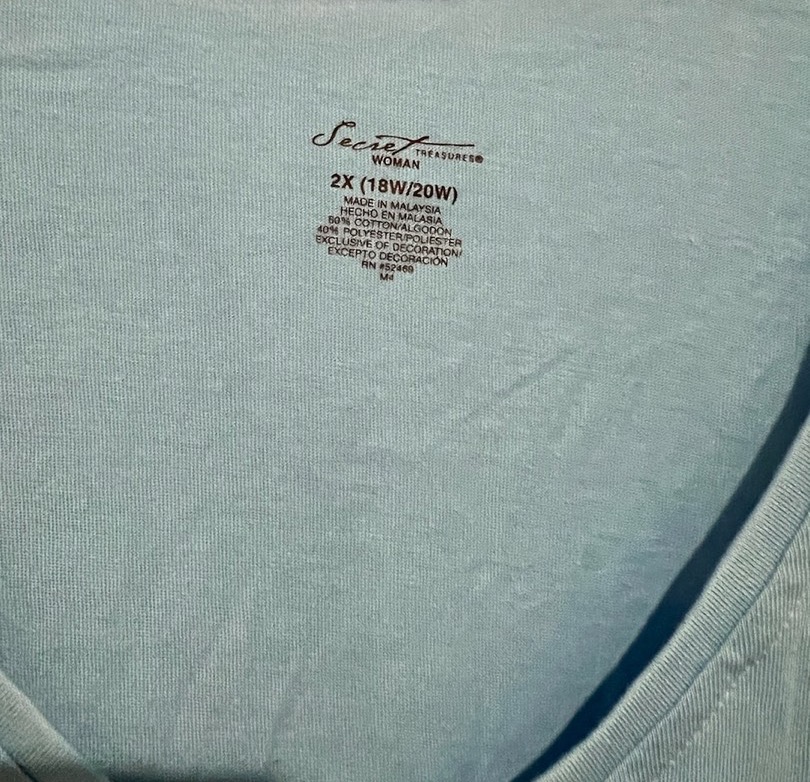 Secret TREASURES®
WOMAN
2X (18W/20W)
MADE IN MALAYSIA
HECHO EN MALASIA
60% COTTON/ALGODON
40% POLYESTER/POLIESTER
EXCLUSIVE OF DECORATION/
EXCEPTO DECORACIÓN
RN #52469
M4